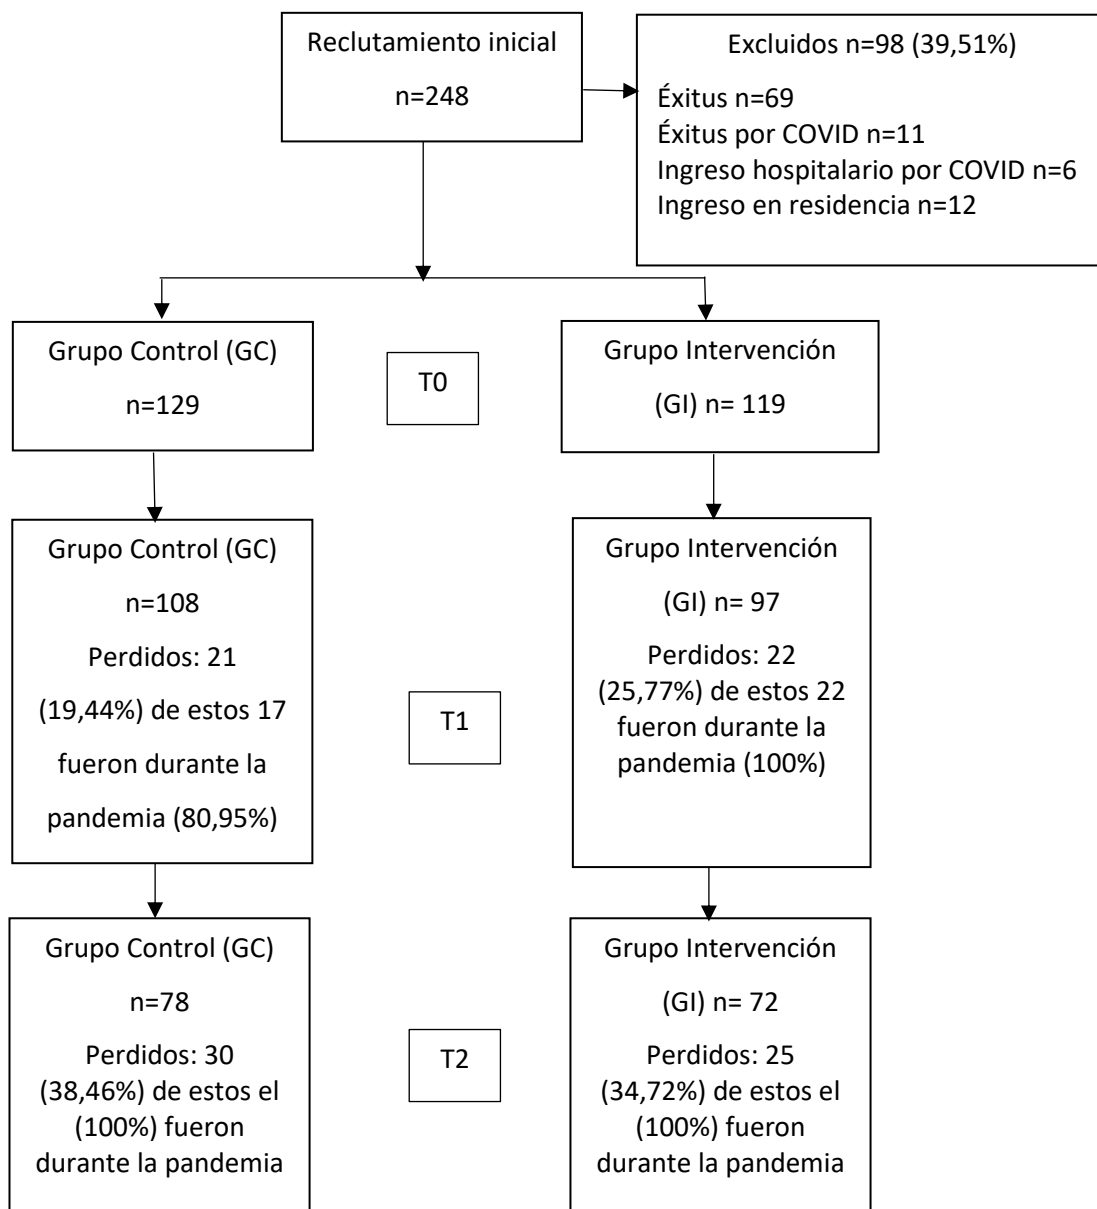 Reclutamiento inicial
n=248
Excluidos n=98 (39,51%)
Éxitus n=69
Éxitus por COVID n=11
Ingreso hospitalario por COVID n=6
Ingreso en residencia n=12
Grupo Control (GC)
n=129
T0
Grupo Intervención
(GI) n= 119
Grupo Control (GC)
n=108
Perdidos: 21
(19,44%) de estos 17
fueron durante la
pandemia (80,95%)
T1
Grupo Intervención
(GI) n= 97
Perdidos: 22
(25,77%) de estos 22
fueron durante la
pandemia (100%)
Grupo Control (GC)
n=78
Perdidos: 30
(38,46%) de estos el
(100%) fueron
durante la pandemia
T2
Grupo Intervención
(GI) n= 72
Perdidos: 25
(34,72%) de estos el
(100%) fueron
durante la pandemia